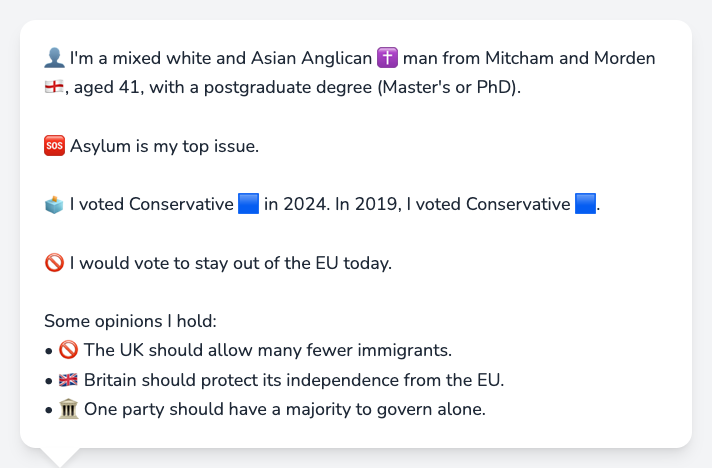 👤 I'm a mixed white and Asian Anglican ✝️ man from Mitcham and Morden
🏴󠁧󠁢󠁥󠁮󠁧󠁿, aged 41, with a postgraduate degree (Master's or PhD).
🆘 Asylum is my top issue.
🗳️ I voted Conservative 🟦 in 2024. In 2019, I voted Conservative 🟦.
🚫 I would vote to stay out of the EU today.
Some opinions I hold:
• 🚫 The UK should allow many fewer immigrants.
• 🇬🇧 Britain should protect its independence from the EU.
• 🏛️ One party should have a majority to govern alone.